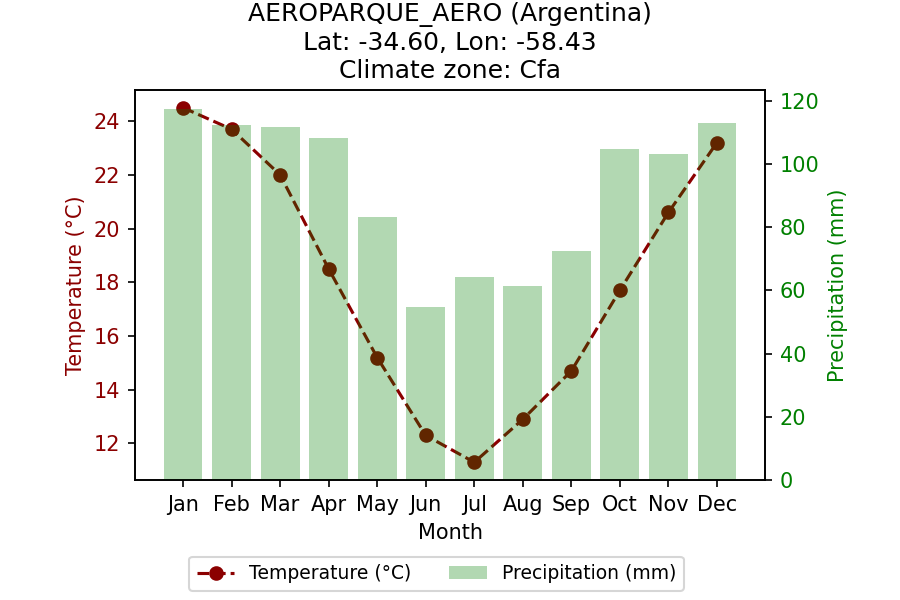 AEROPARQUE_AERO (Argentina)
Lat: -34.60, Lon: -58.43
Climate zone: Cfa
Temperature (°C)
24
22
20
18
16
14
12
120
100
80
60
40
20
0
Precipitation (mm)
Jan Feb Mar Apr May Jun Jul Aug Sep Oct Nov Dec
Month
Temperature (°C) Precipitation (mm)